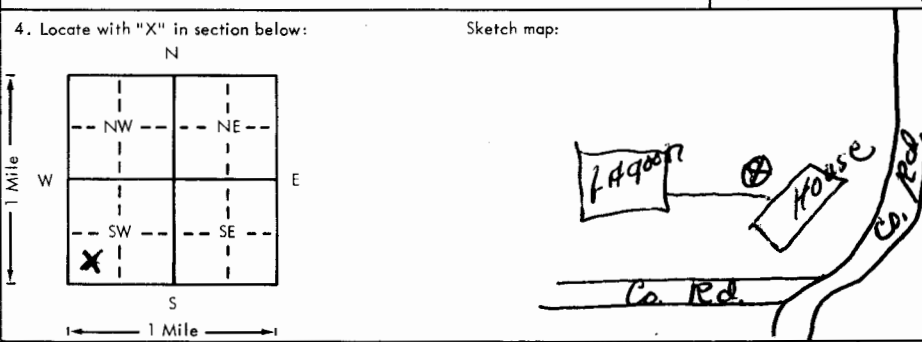 4. Locate with "X" in section below:
Sketch map:
N
NW
NE
1 Mile
W
E
SW
SE
X
S
1 Mile
Lagoon
X
House
Co. Rd.
Co. Rd.